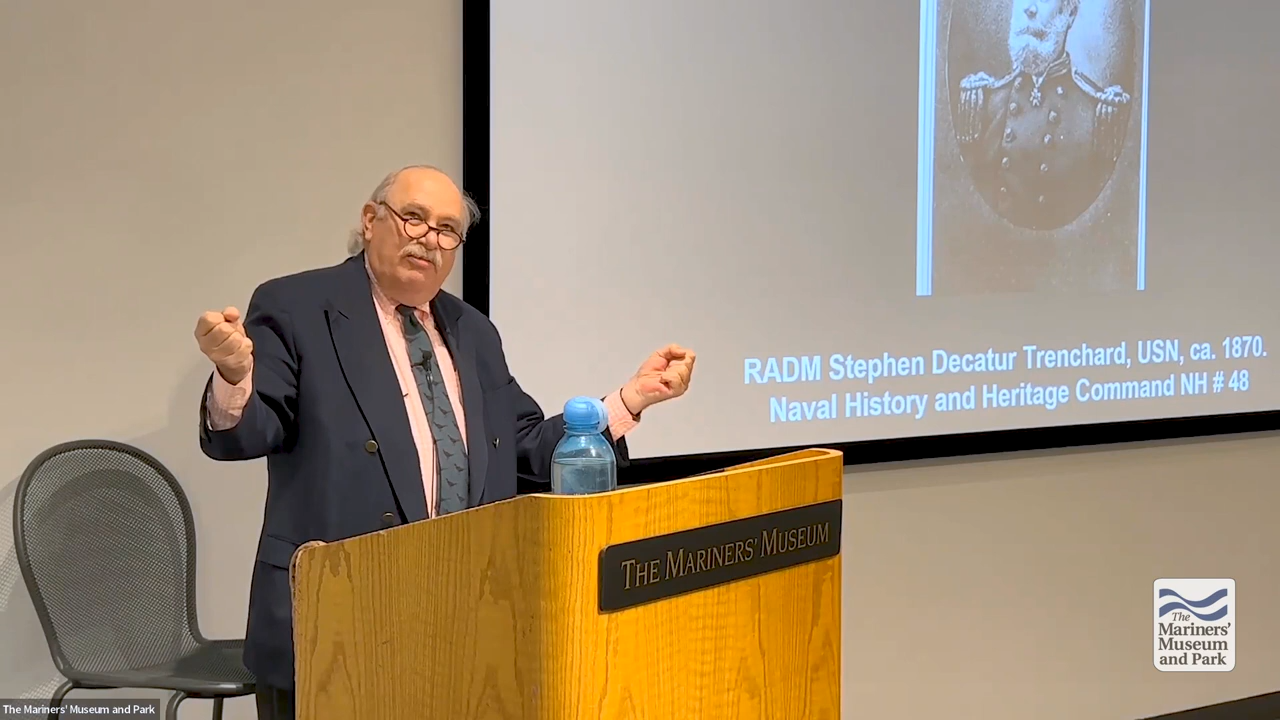 RADM Stephen Decatur Trenchard, USN, ca. 1870.
Naval History and Heritage Command NH # 48
THE MARINERS' MUSEUM
The
Mariners'
Museum
and Park
The Mariners' Museum and Park